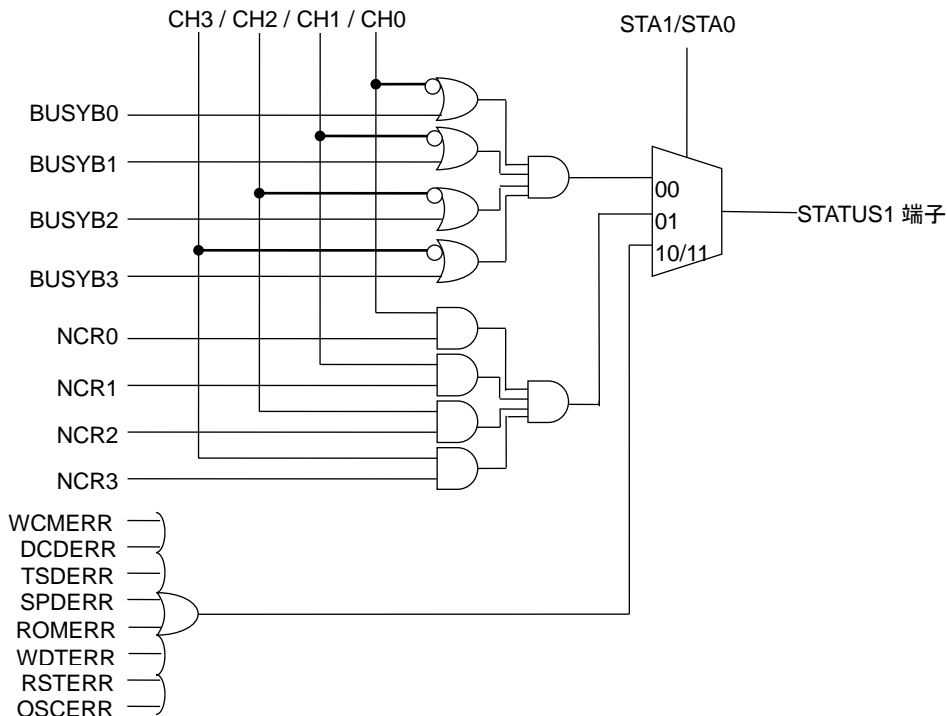 CH3 / CH2 / CH1 / CH0
STA1/STA0
BUSYB0
BUSYB1
BUSYB2
BUSYB3
00
01
10/11
STATUS1 端子
NCR0
NCR1
NCR2
NCR3
WCMERR
DCDERR
TSDERR
SPDERR
ROMERR
WDTERR
RSTERR
OSCERR